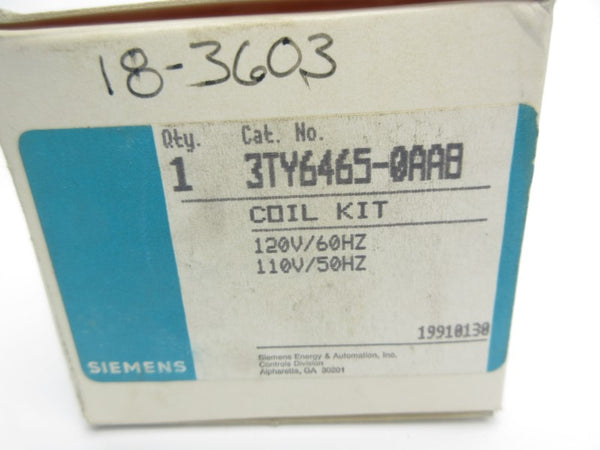 18-3603
Qty. Cat. No.
1 3TY6465-0AA8
COIL KIT
120V/60HZ
110V/50HZ
19910130
SIEMENS
Siemens Energy & Automation, Inc.
Controls Division
Alpharetta, GA 30201